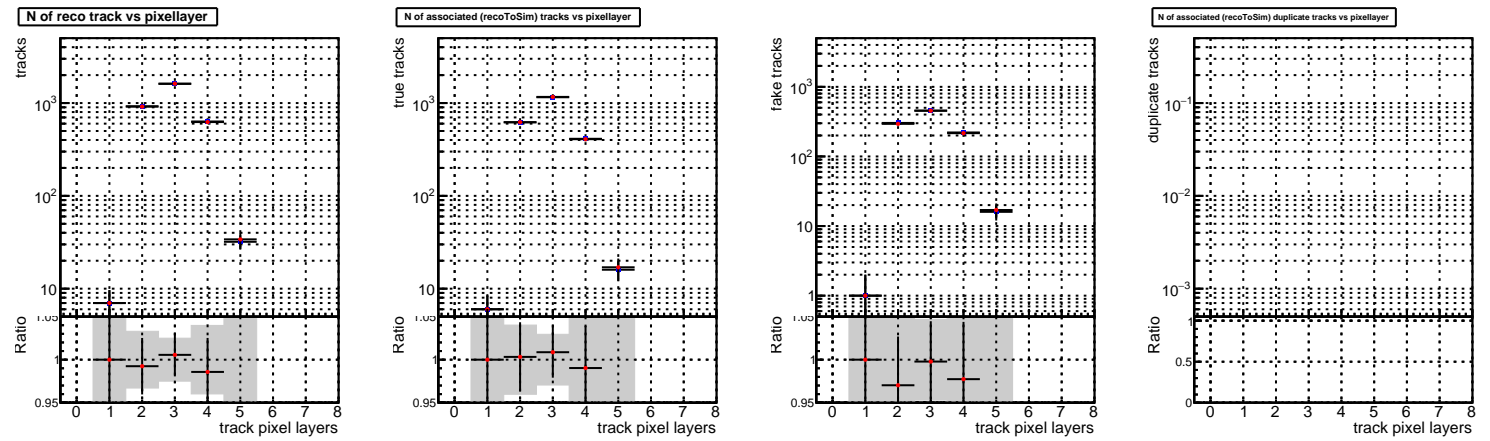 N of reco track vs pixellayer
tracks
10³
10²
10
Ratio
1.05
1
0.95
0 1 2 3 4 5 6 7 8
track pixel layers
N of associated (recoToSim) tracks vs pixellayer
true tracks
10³
10²
10
Ratio
1.05
1
0.95
0 1 2 3 4 5 6 7 8
track pixel layers
fake tracks
10³
10²
10
1
Ratio
1.05
1
0.95
0 1 2 3 4 5 6 7 8
track pixel layers
N of associated (recoToSim) duplicate tracks vs pixellayer
duplicate tracks
10⁻¹
10⁻²
10⁻³
Ratio
1
0.5
0
0 1 2 3 4 5 6 7 8
track pixel layers